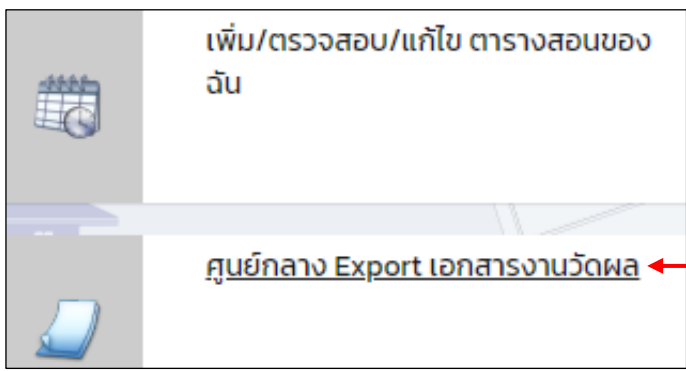 เพิ่ม/ตรวจสอบ/แก้ไข ตารางสอนของ
ฉัน
ศูนย์กลาง Export เอกสารงานวัดผล